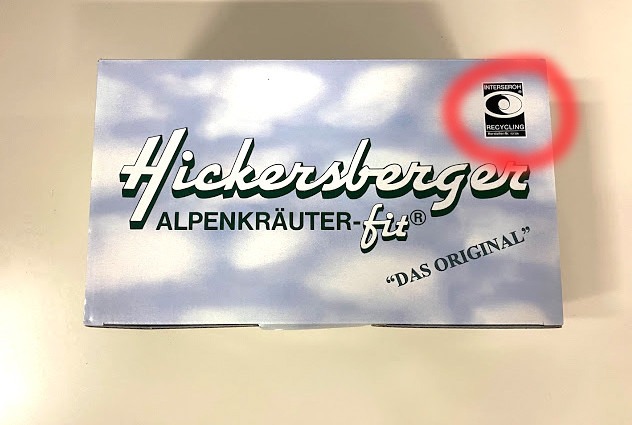 INTERSEROH
RECYCLING
Hickersberger
ALPENKRÄUTER-fit®
“DAS ORIGINAL”